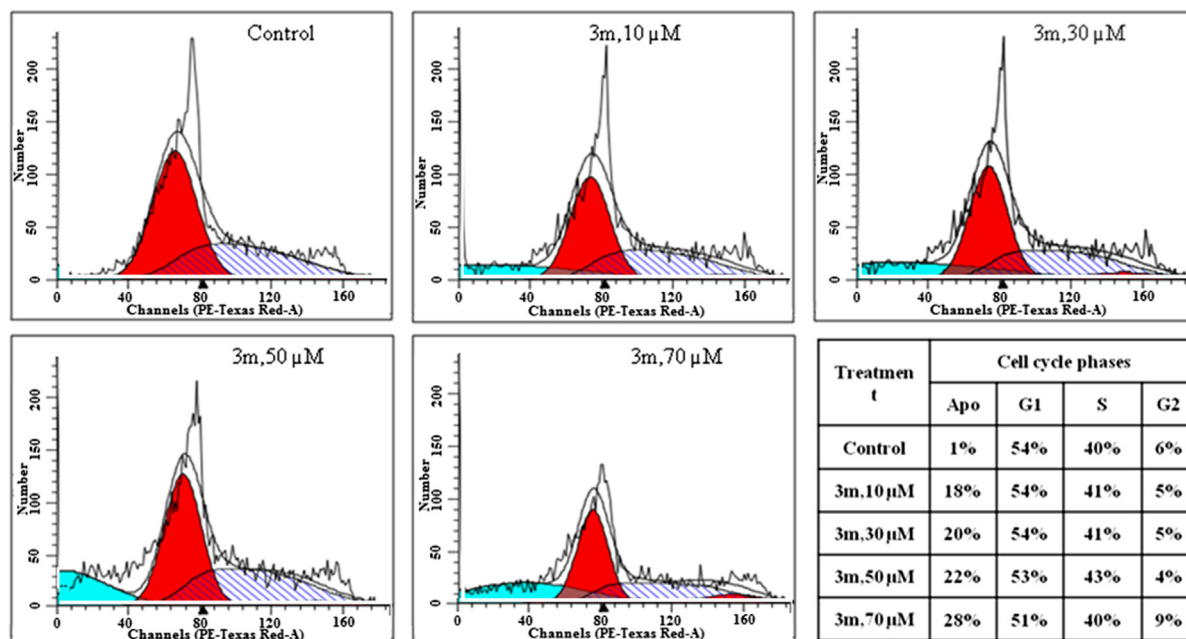 Control
200
150
100
50
0
Number
0 40 80 120 160
Channels (PE-Texas Red-A)
3m,10 µM
200
150
100
50
0
Number
0 40 80 120 160
Channels (PE-Texas Red-A)
3m,30 µM
200
150
100
50
0
Number
0 40 80 120 160
Channels (PE-Texas Red-A)
3m,50 µM
200
150
100
50
0
Number
0 40 80 120 160
Channels (PE-Texas Red-A)
3m,70 µM
200
150
100
50
0
Number
0 40 80 120 160
Channels (PE-Texas Red-A)
Treatmen
t
Cell cycle phases
Apo G1 S G2
Control 1% 54% 40% 6%
3m,10 µM 18% 54% 41% 5%
3m,30 µM 20% 54% 41% 5%
3m,50 µM 22% 53% 43% 4%
3m,70 µM 28% 51% 40% 9%